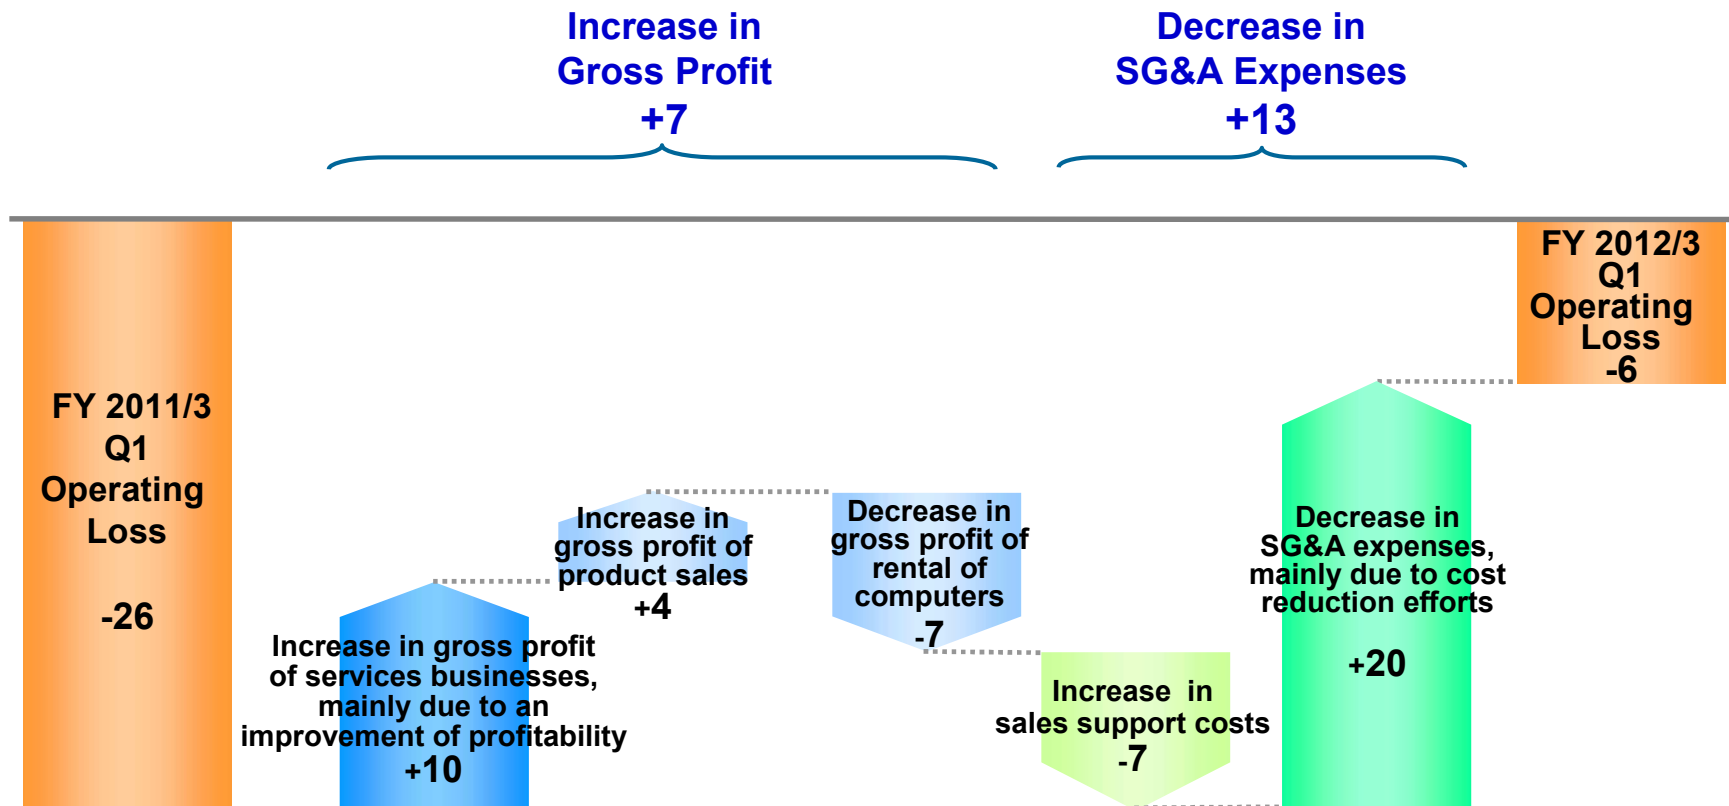 Increase in
Gross Profit
+7
Decrease in
SG&A Expenses
+13
FY 2011/3
Q1
Operating
Loss
-26
Increase in gross profit
of services businesses,
mainly due to an
improvement of profitability
+10
Increase in
gross profit of
product sales
+4
Decrease in
gross profit of
rental of
computers
-7
Increase in
sales support costs
-7
Decrease in
SG&A expenses,
mainly due to cost
reduction efforts
+20
FY 2012/3
Q1
Operating
Loss
-6